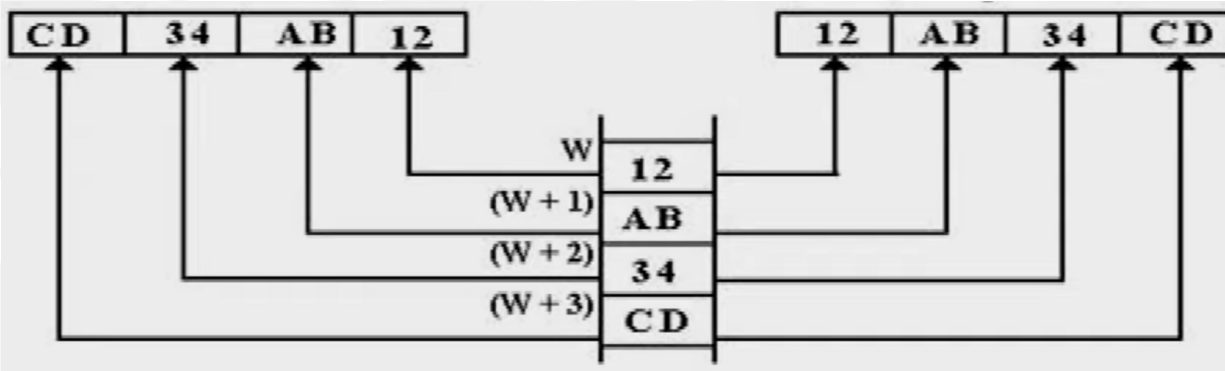 CD 34 AB 12
12 AB 34 CD
W
12
(W + 1)
AB
(W + 2)
34
(W + 3)
CD